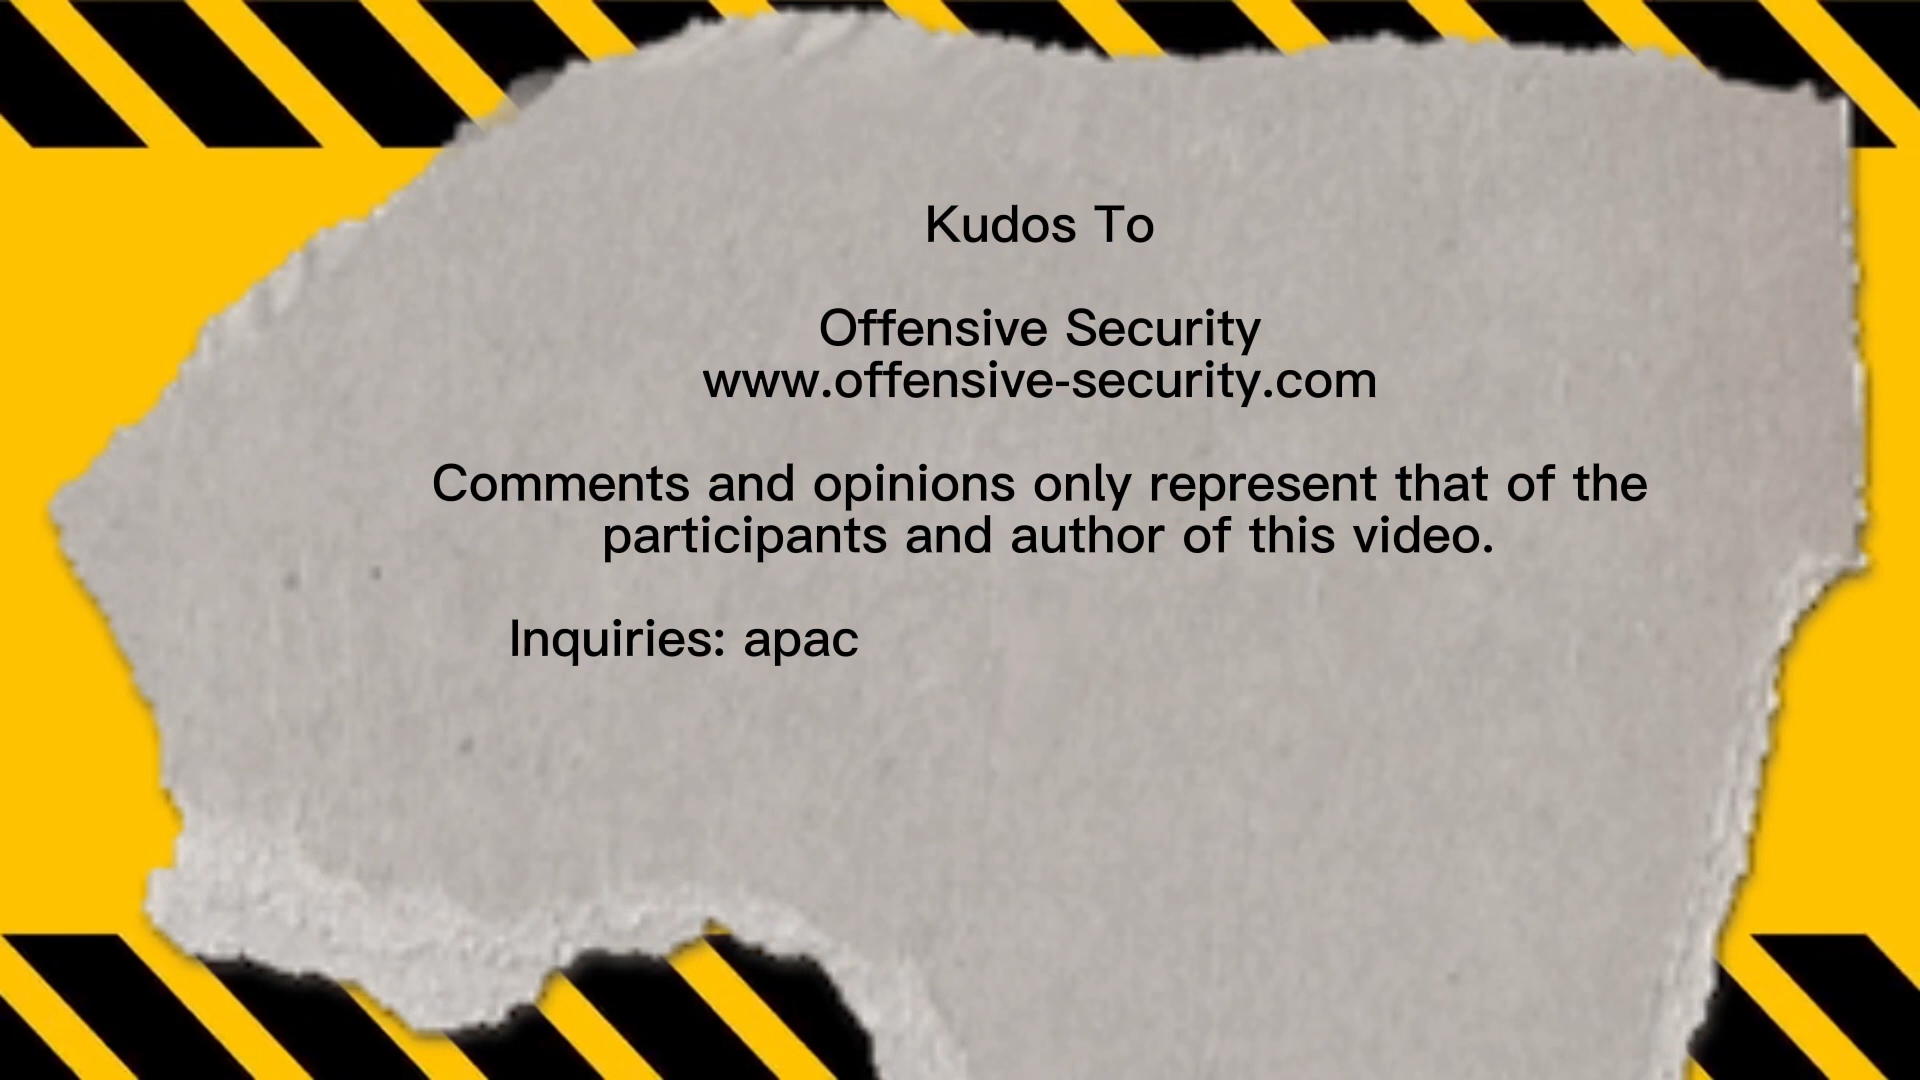 Kudos To
Offensive Security
www.offensive-security.com
Comments and opinions only represent that of the
participants and author of this video.
Inquiries: apac